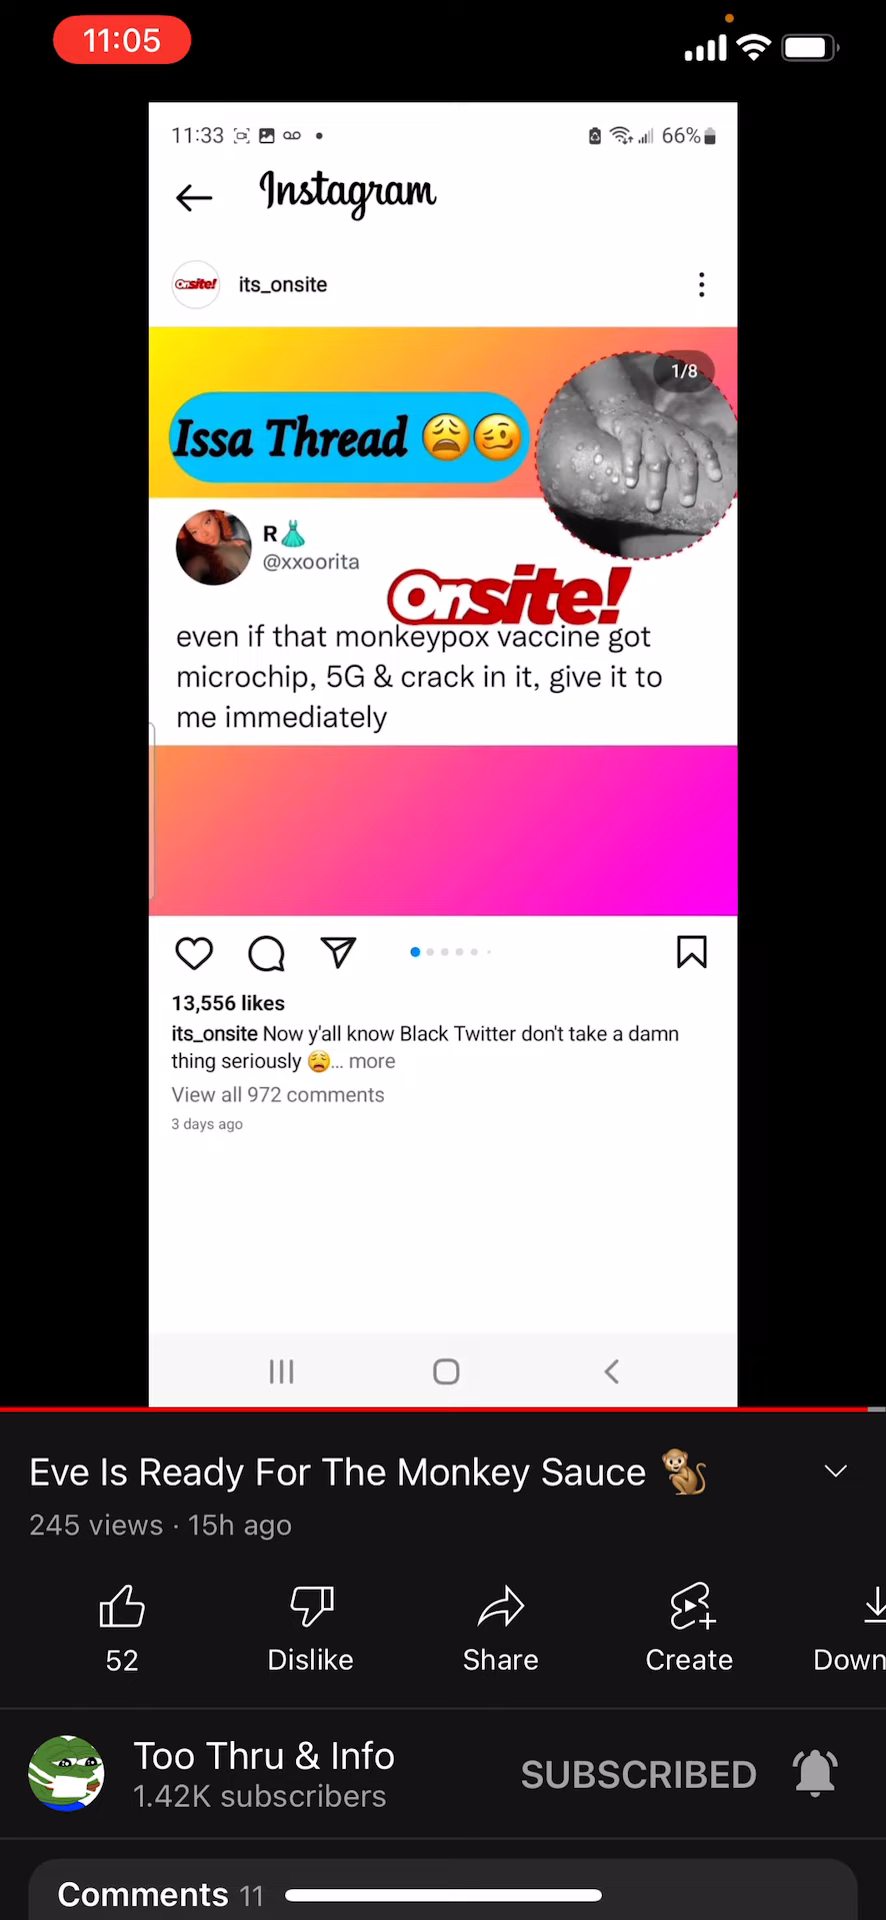 11:05
11:33
66%
Instagram
Onsite!
its_onsite
1/8
Issa Thread 😩🥴
R👗
@xxoorita
Onsite!
even if that monkeypox vaccine got
microchip, 5G & crack in it, give it to
me immediately
13,556 likes
its_onsite Now y'all know Black Twitter don't take a damn
thing seriously 😩... more
View all 972 comments
3 days ago
Eve Is Ready For The Monkey Sauce 🐒
245 views · 15h ago
52
Dislike
Share
Create
Down
Too Thru & Info
1.42K subscribers
SUBSCRIBED
Comments 11